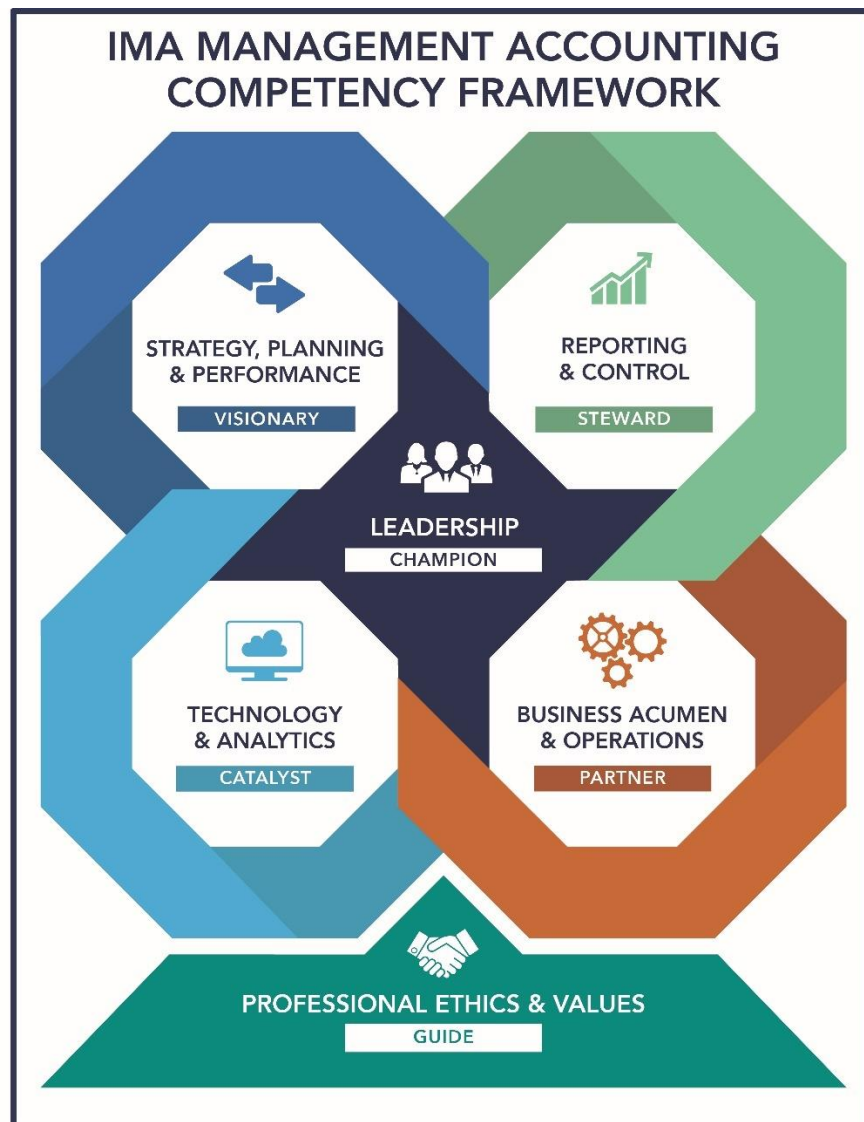 IMA MANAGEMENT ACCOUNTING
COMPETENCY FRAMEWORK
STRATEGY, PLANNING
& PERFORMANCE
VISIONARY
REPORTING
& CONTROL
STEWARD
LEADERSHIP
CHAMPION
TECHNOLOGY
& ANALYTICS
CATALYST
BUSINESS ACUMEN
& OPERATIONS
PARTNER
PROFESSIONAL ETHICS & VALUES
GUIDE